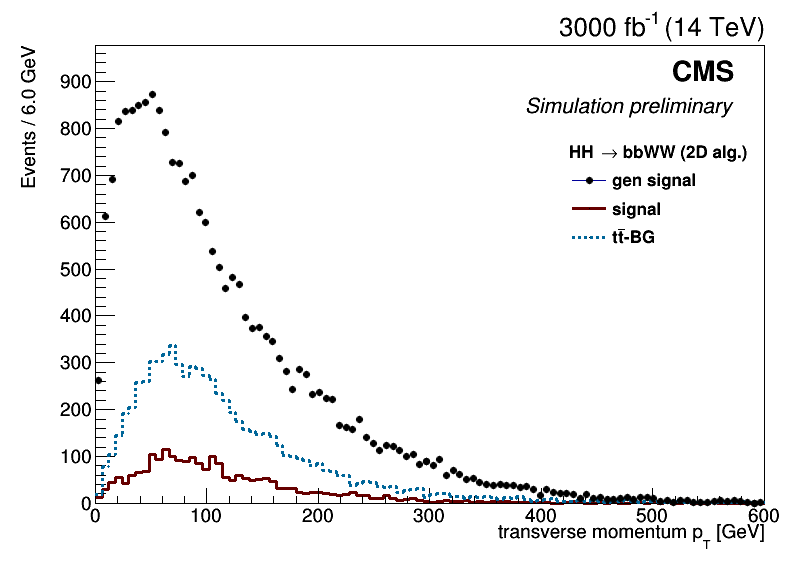 3000 fb⁻¹ (14 TeV)
CMS
Simulation preliminary
HH → bbWW (2D alg.)
gen signal
signal
tt̄-BG
Events / 6.0 GeV
900
800
700
600
500
400
300
200
100
0
0 100 200 300 400 500 600
transverse momentum p_T [GeV]